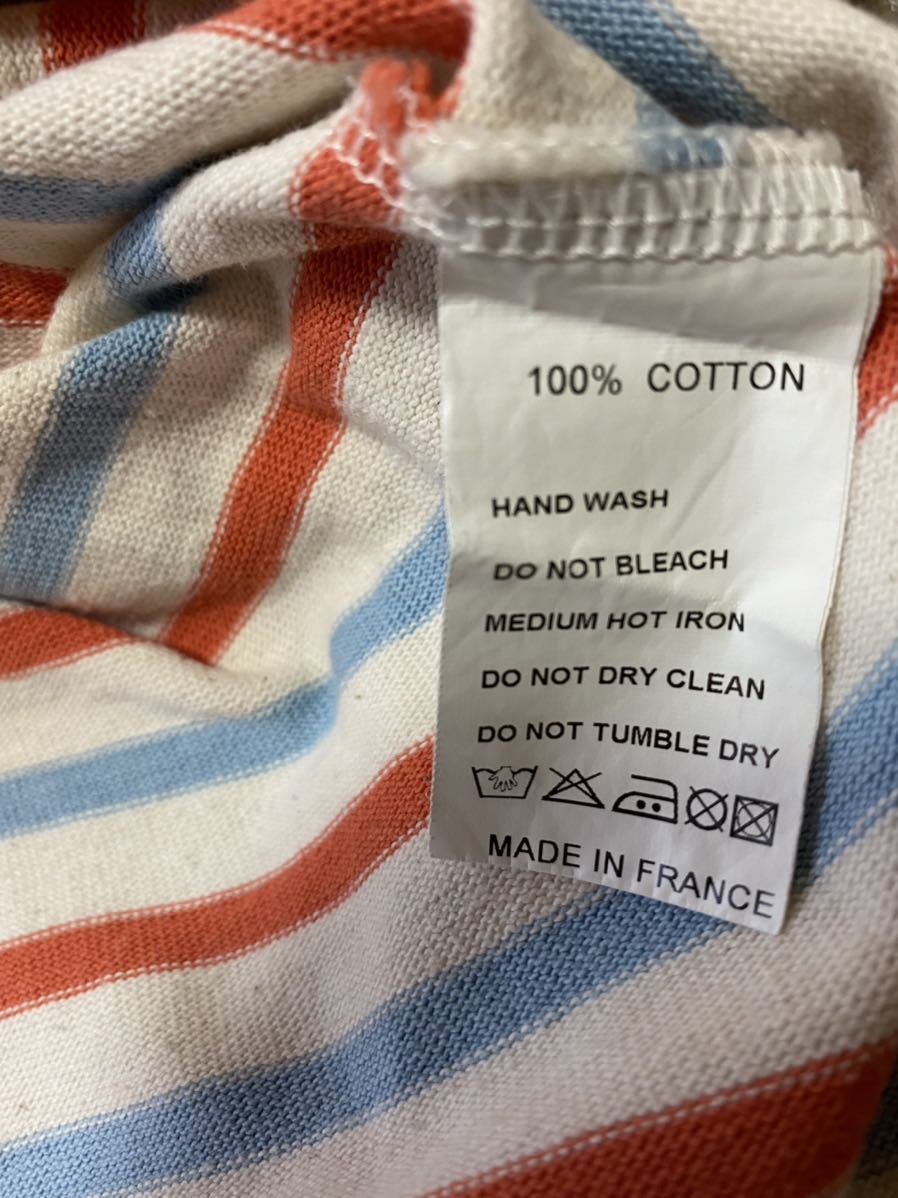 100% COTTON
HAND WASH
DO NOT BLEACH
MEDIUM HOT IRON
DO NOT DRY CLEAN
DO NOT TUMBLE DRY
MADE IN FRANCE